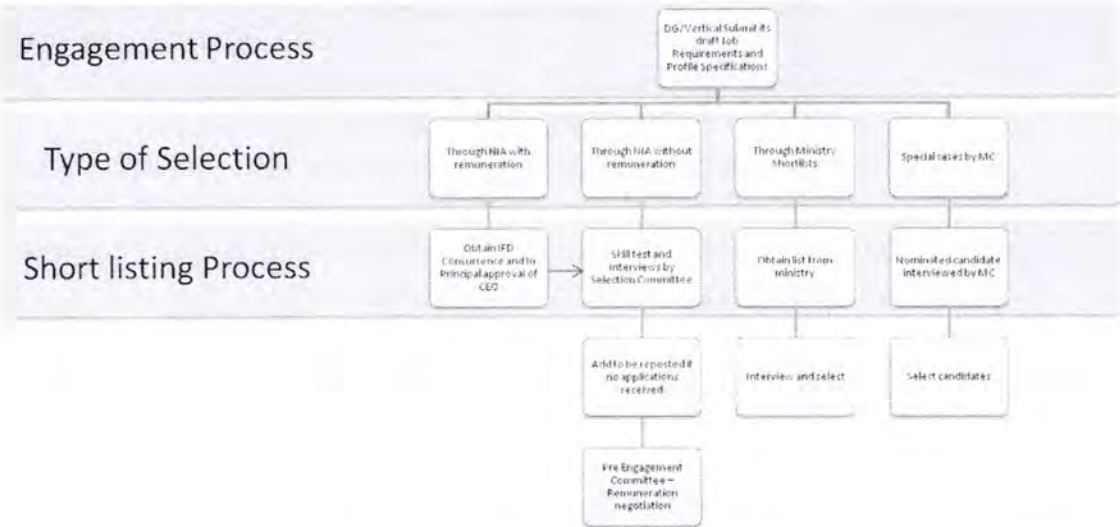 Engagement Process
DG/Vertical Submit its
draft Job
Requirements and
Profile Specifications
Type of Selection
Through NIA with
remuneration
Through NIA without
remuneration
Through Ministry
Shortlists
Special cases by MC
Short listing Process
Obtain IFD
Concurrence and In
Principal approval of
CEO
Skill test and
interviews by
Selection Committee
Obtain list from
ministry
Nominated candidate
interviewed by MC
Add to be reposted if
no applications
received
Interview and select
Select candidates
Pre Engagement
Committee –
Remuneration
negotiation